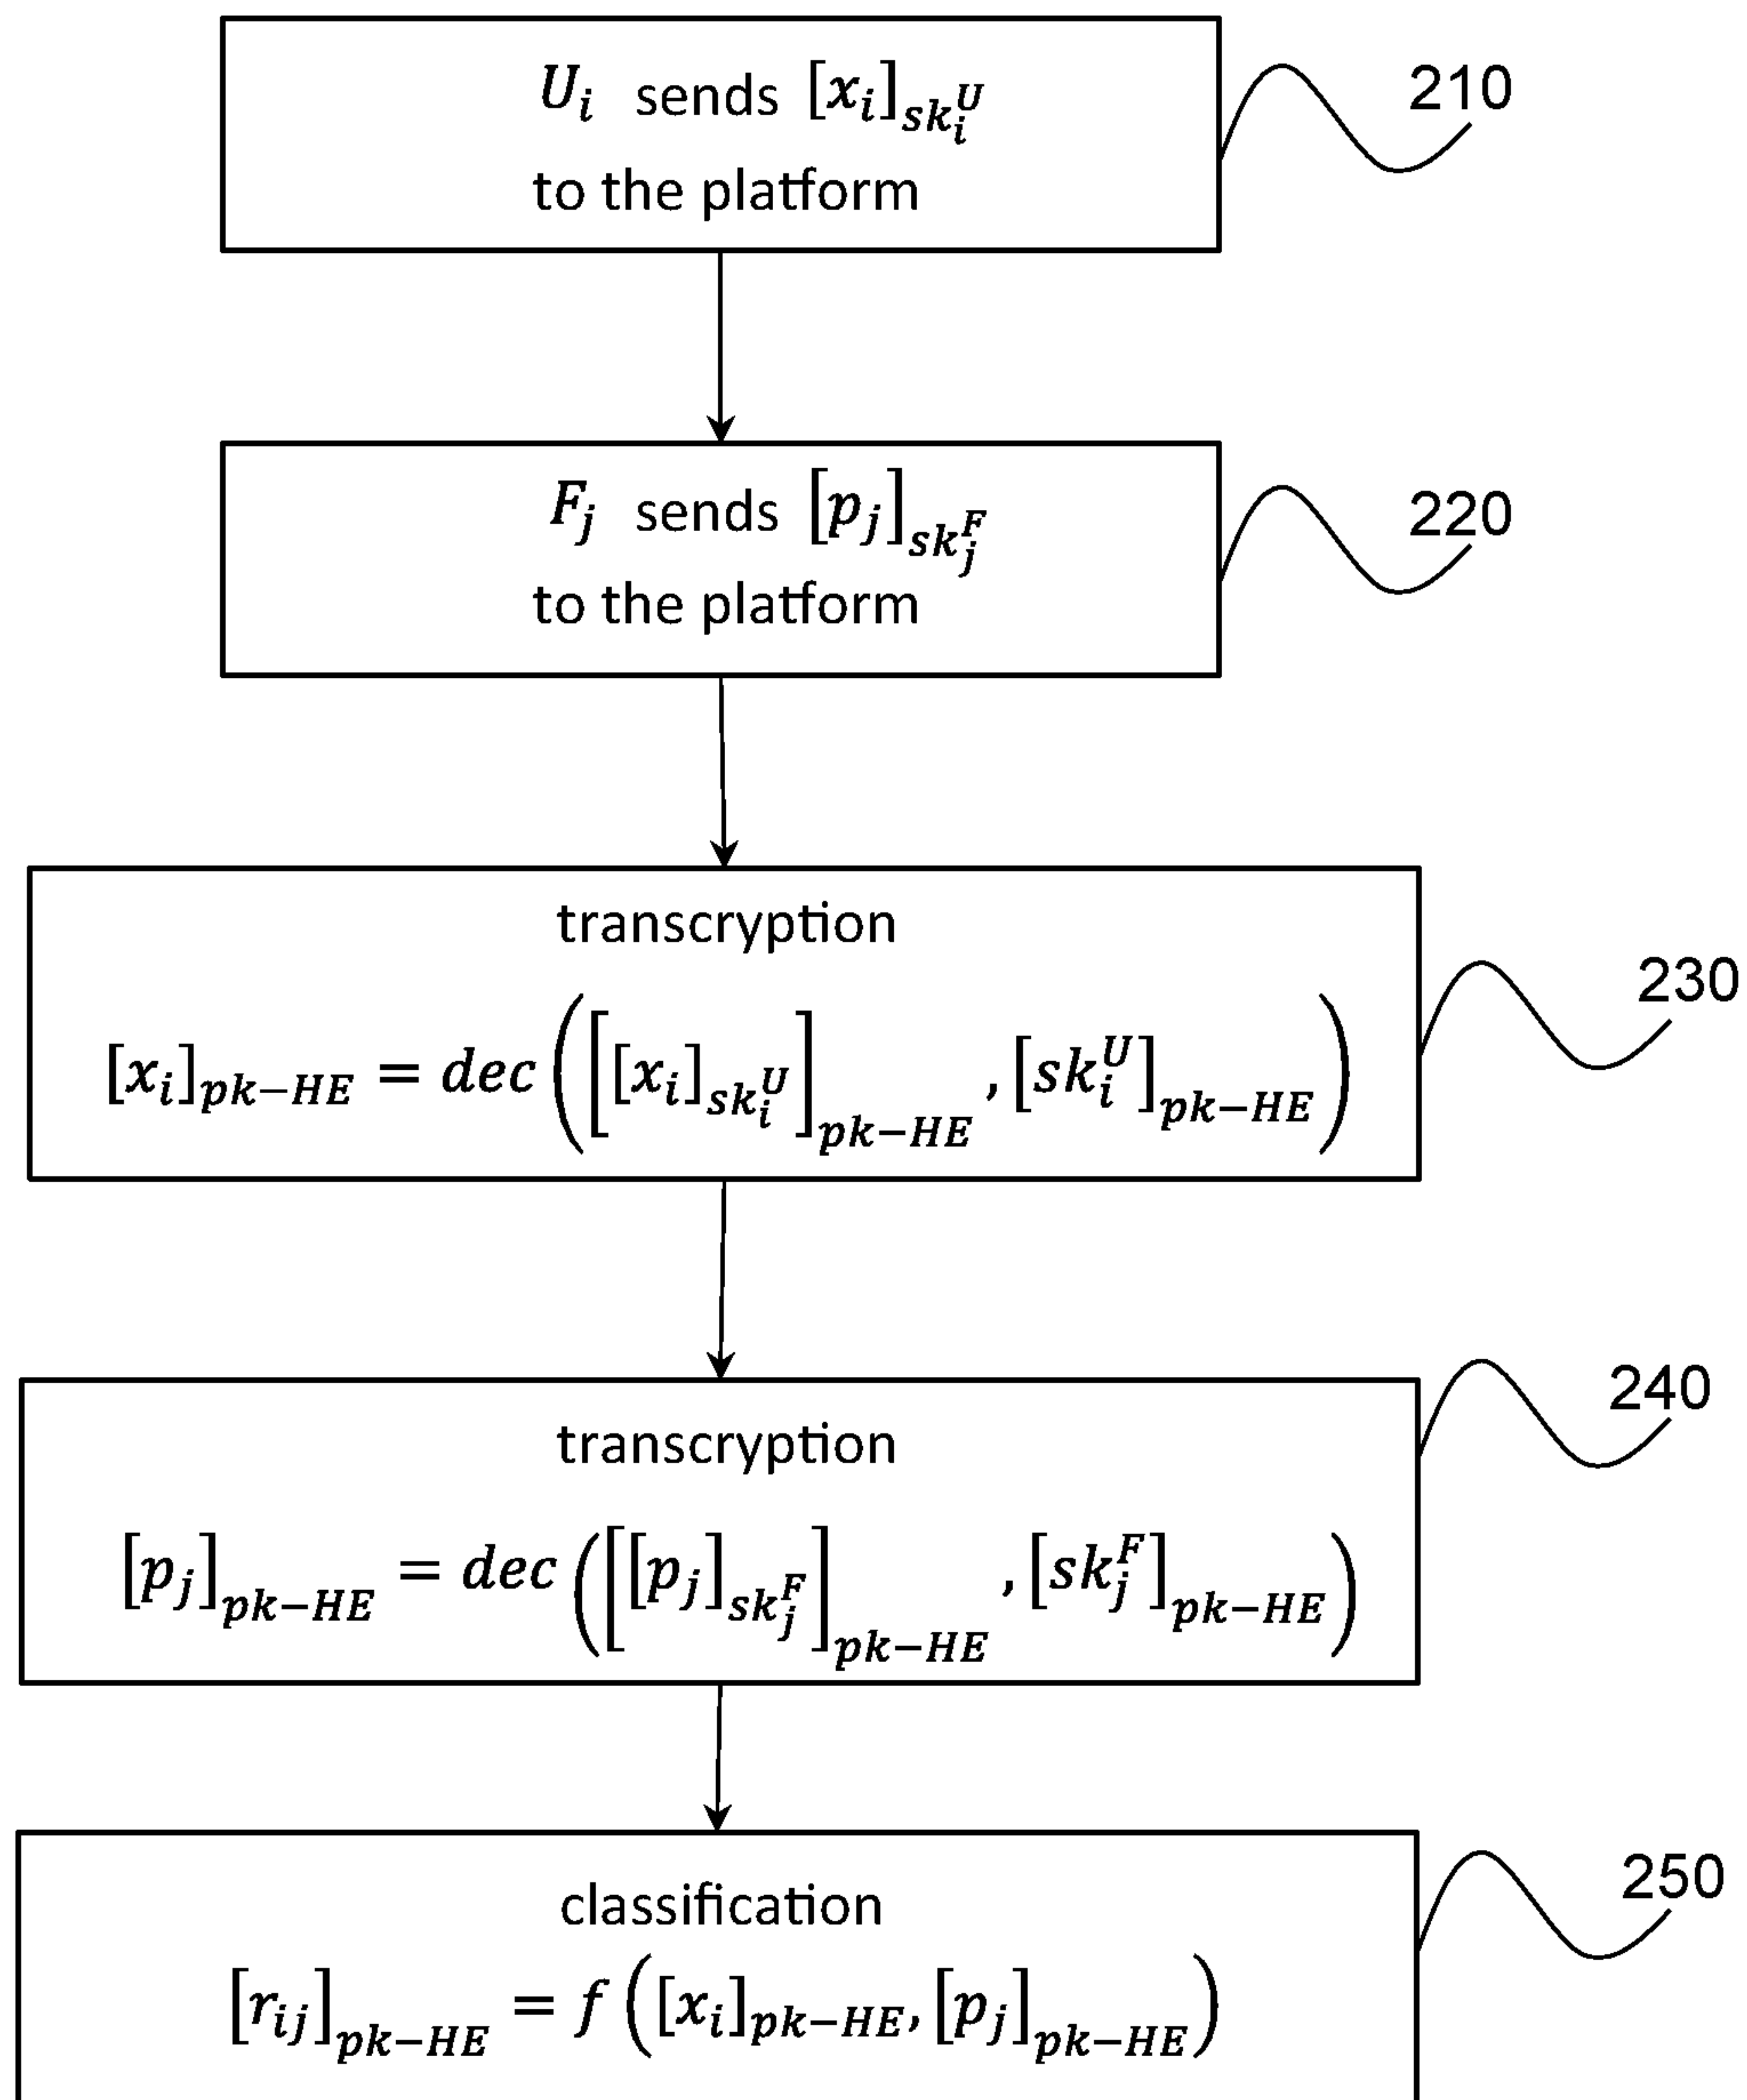 U_i sends [x_i]_{sk_i^U}
to the platform
210
F_j sends [p_j]_{sk_j^F}
to the platform
220
transcryption
[x_i]_{pk-HE} = dec([[x_i]_{sk_i^U}]_{pk-HE}, [sk_i^U]_{pk-HE})
230
transcryption
[p_j]_{pk-HE} = dec([[p_j]_{sk_j^F}]_{pk-HE}, [sk_j^F]_{pk-HE})
240
classification
[r_{ij}]_{pk-HE} = f([x_i]_{pk-HE}, [p_j]_{pk-HE})
250